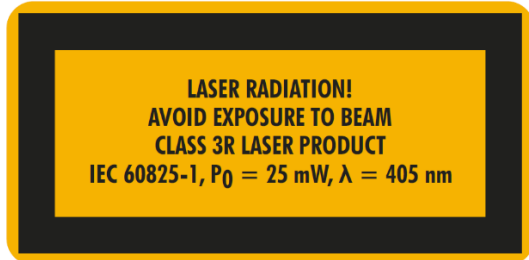 LASER RADIATION!
AVOID EXPOSURE TO BEAM
CLASS 3R LASER PRODUCT
IEC 60825-1, P0 = 25 mW, λ = 405 nm